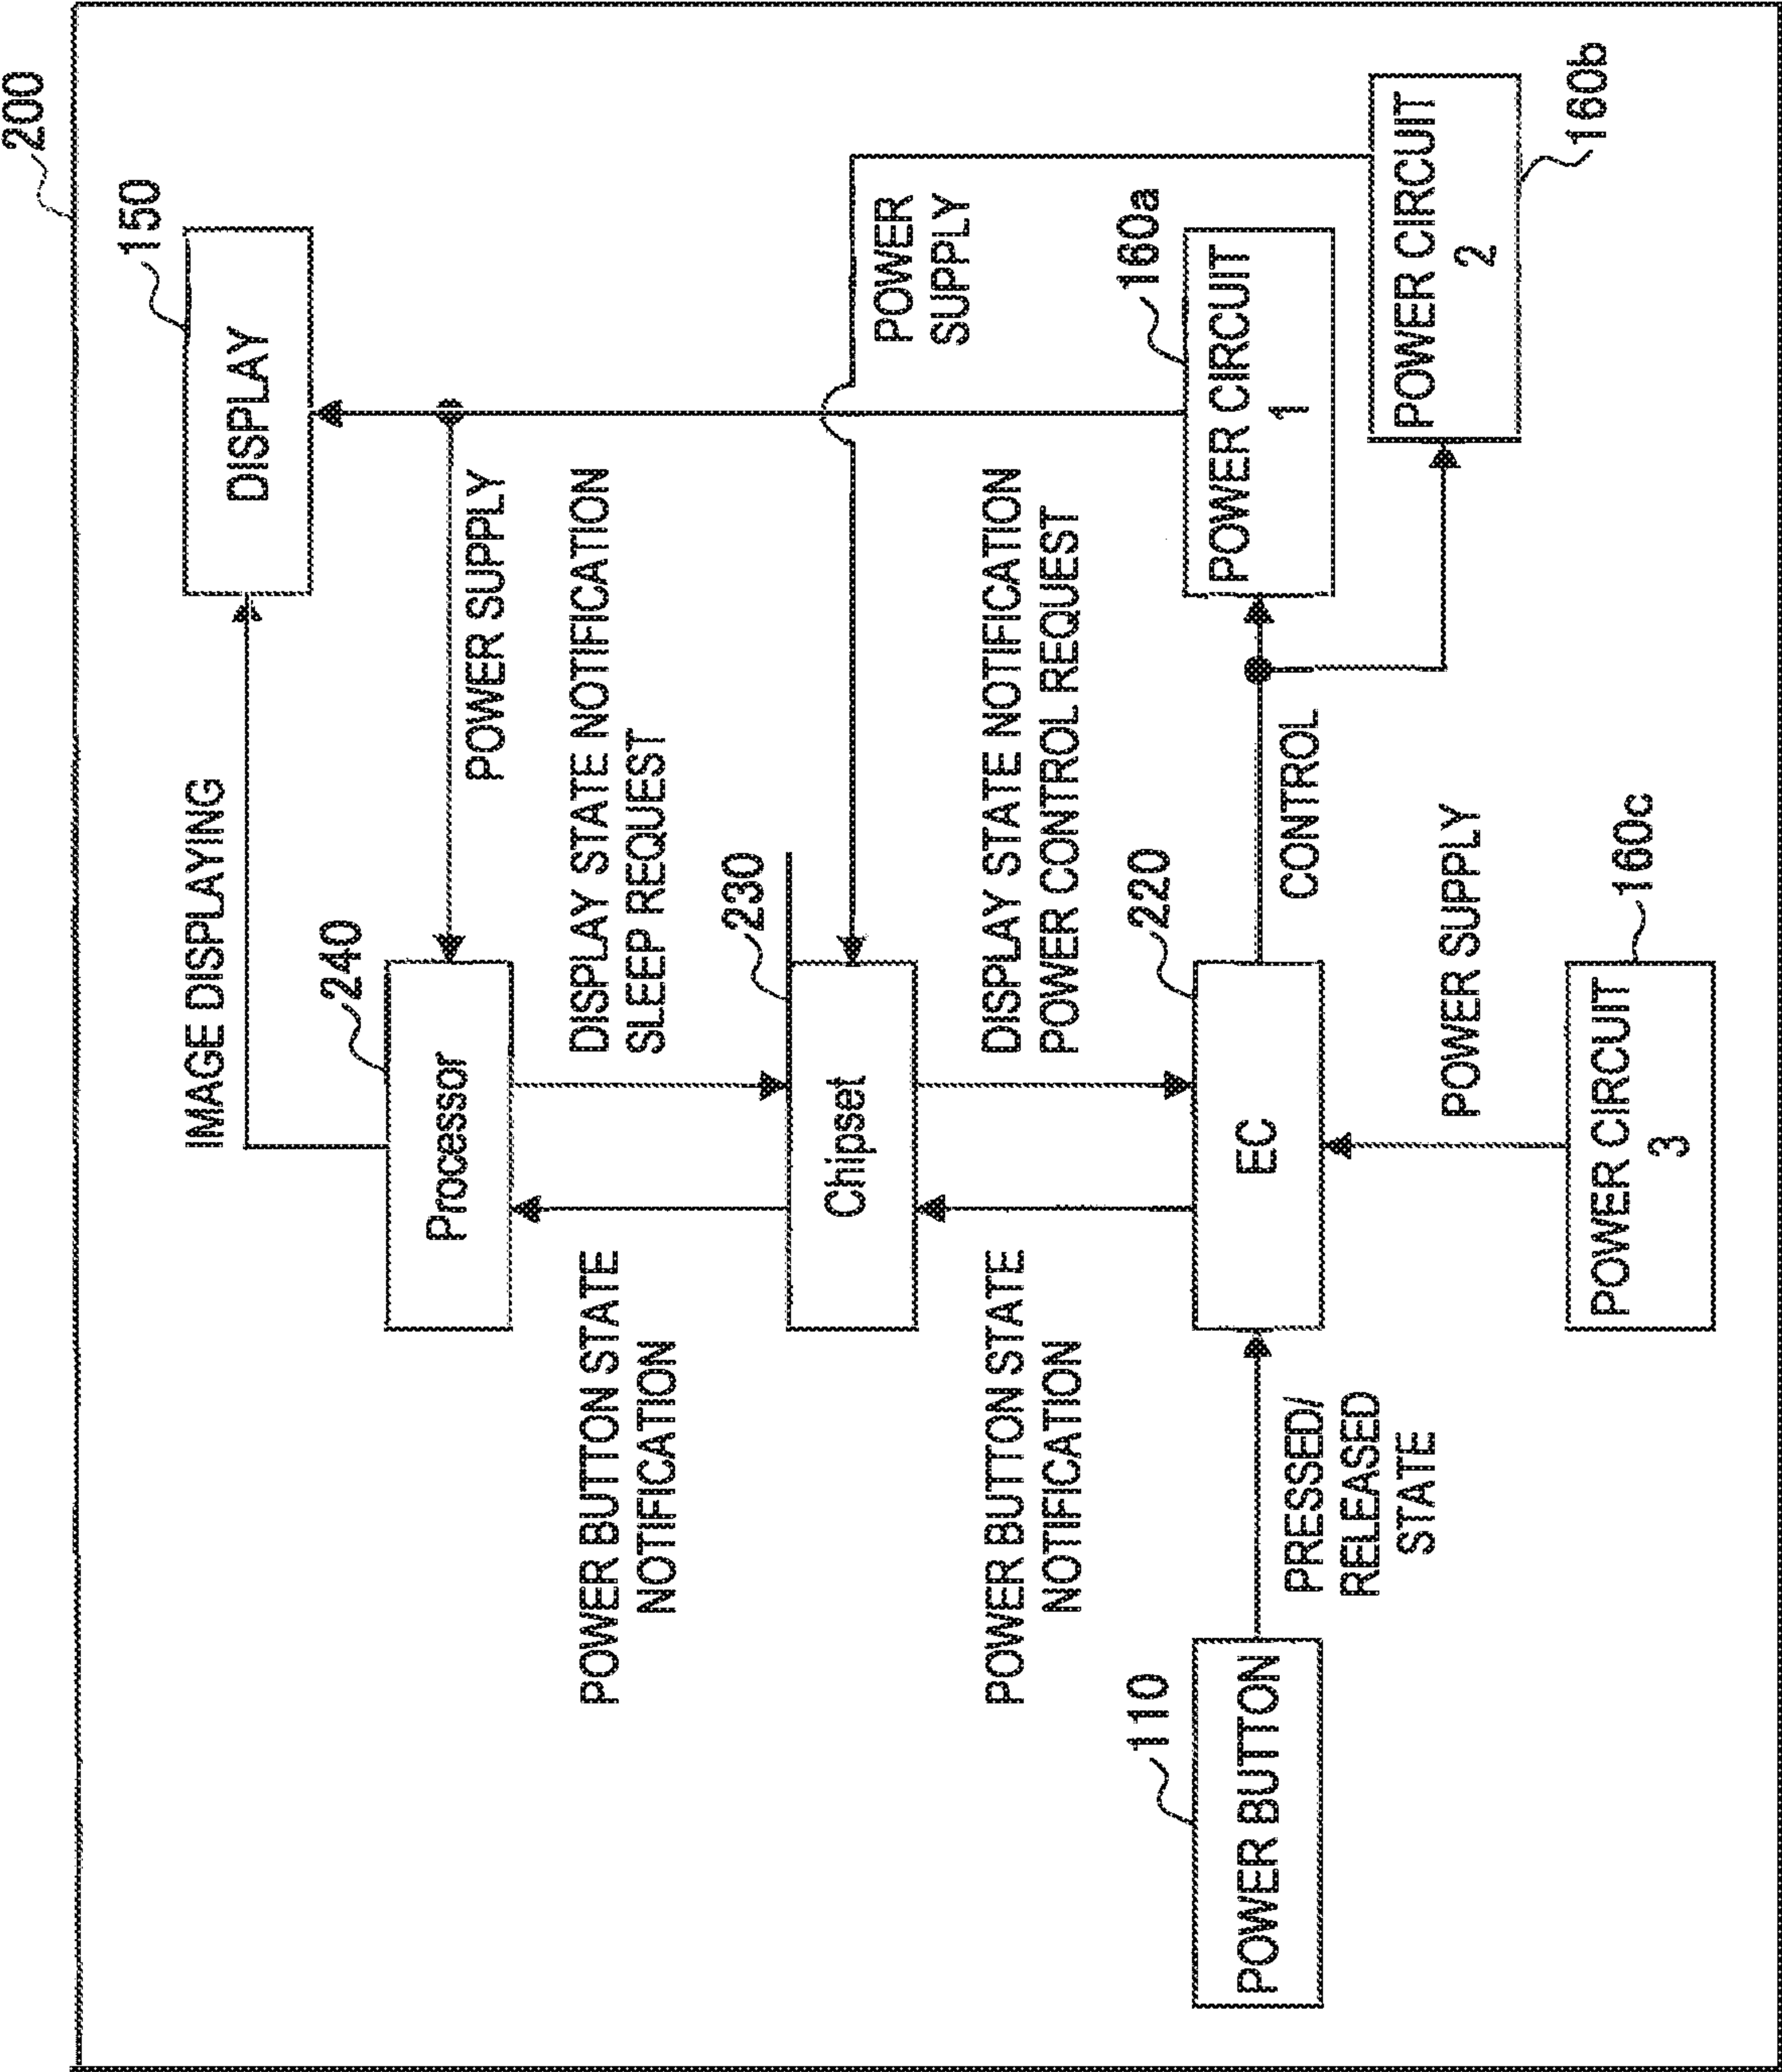 200
DISPLAY
150
IMAGE DISPLAYING
Processor
240
POWER SUPPLY
DISPLAY STATE NOTIFICATION
SLEEP REQUEST
POWER BUTTON STATE
NOTIFICATION
Chipset
230
POWER
SUPPLY
DISPLAY STATE NOTIFICATION
POWER CONTROL REQUEST
POWER BUTTON STATE
NOTIFICATION
110
POWER BUTTON
PRESSED/
RELEASED
STATE
EC
220
CONTROL
POWER CIRCUIT
1
160a
POWER CIRCUIT
2
160b
POWER SUPPLY
POWER CIRCUIT
3
160c